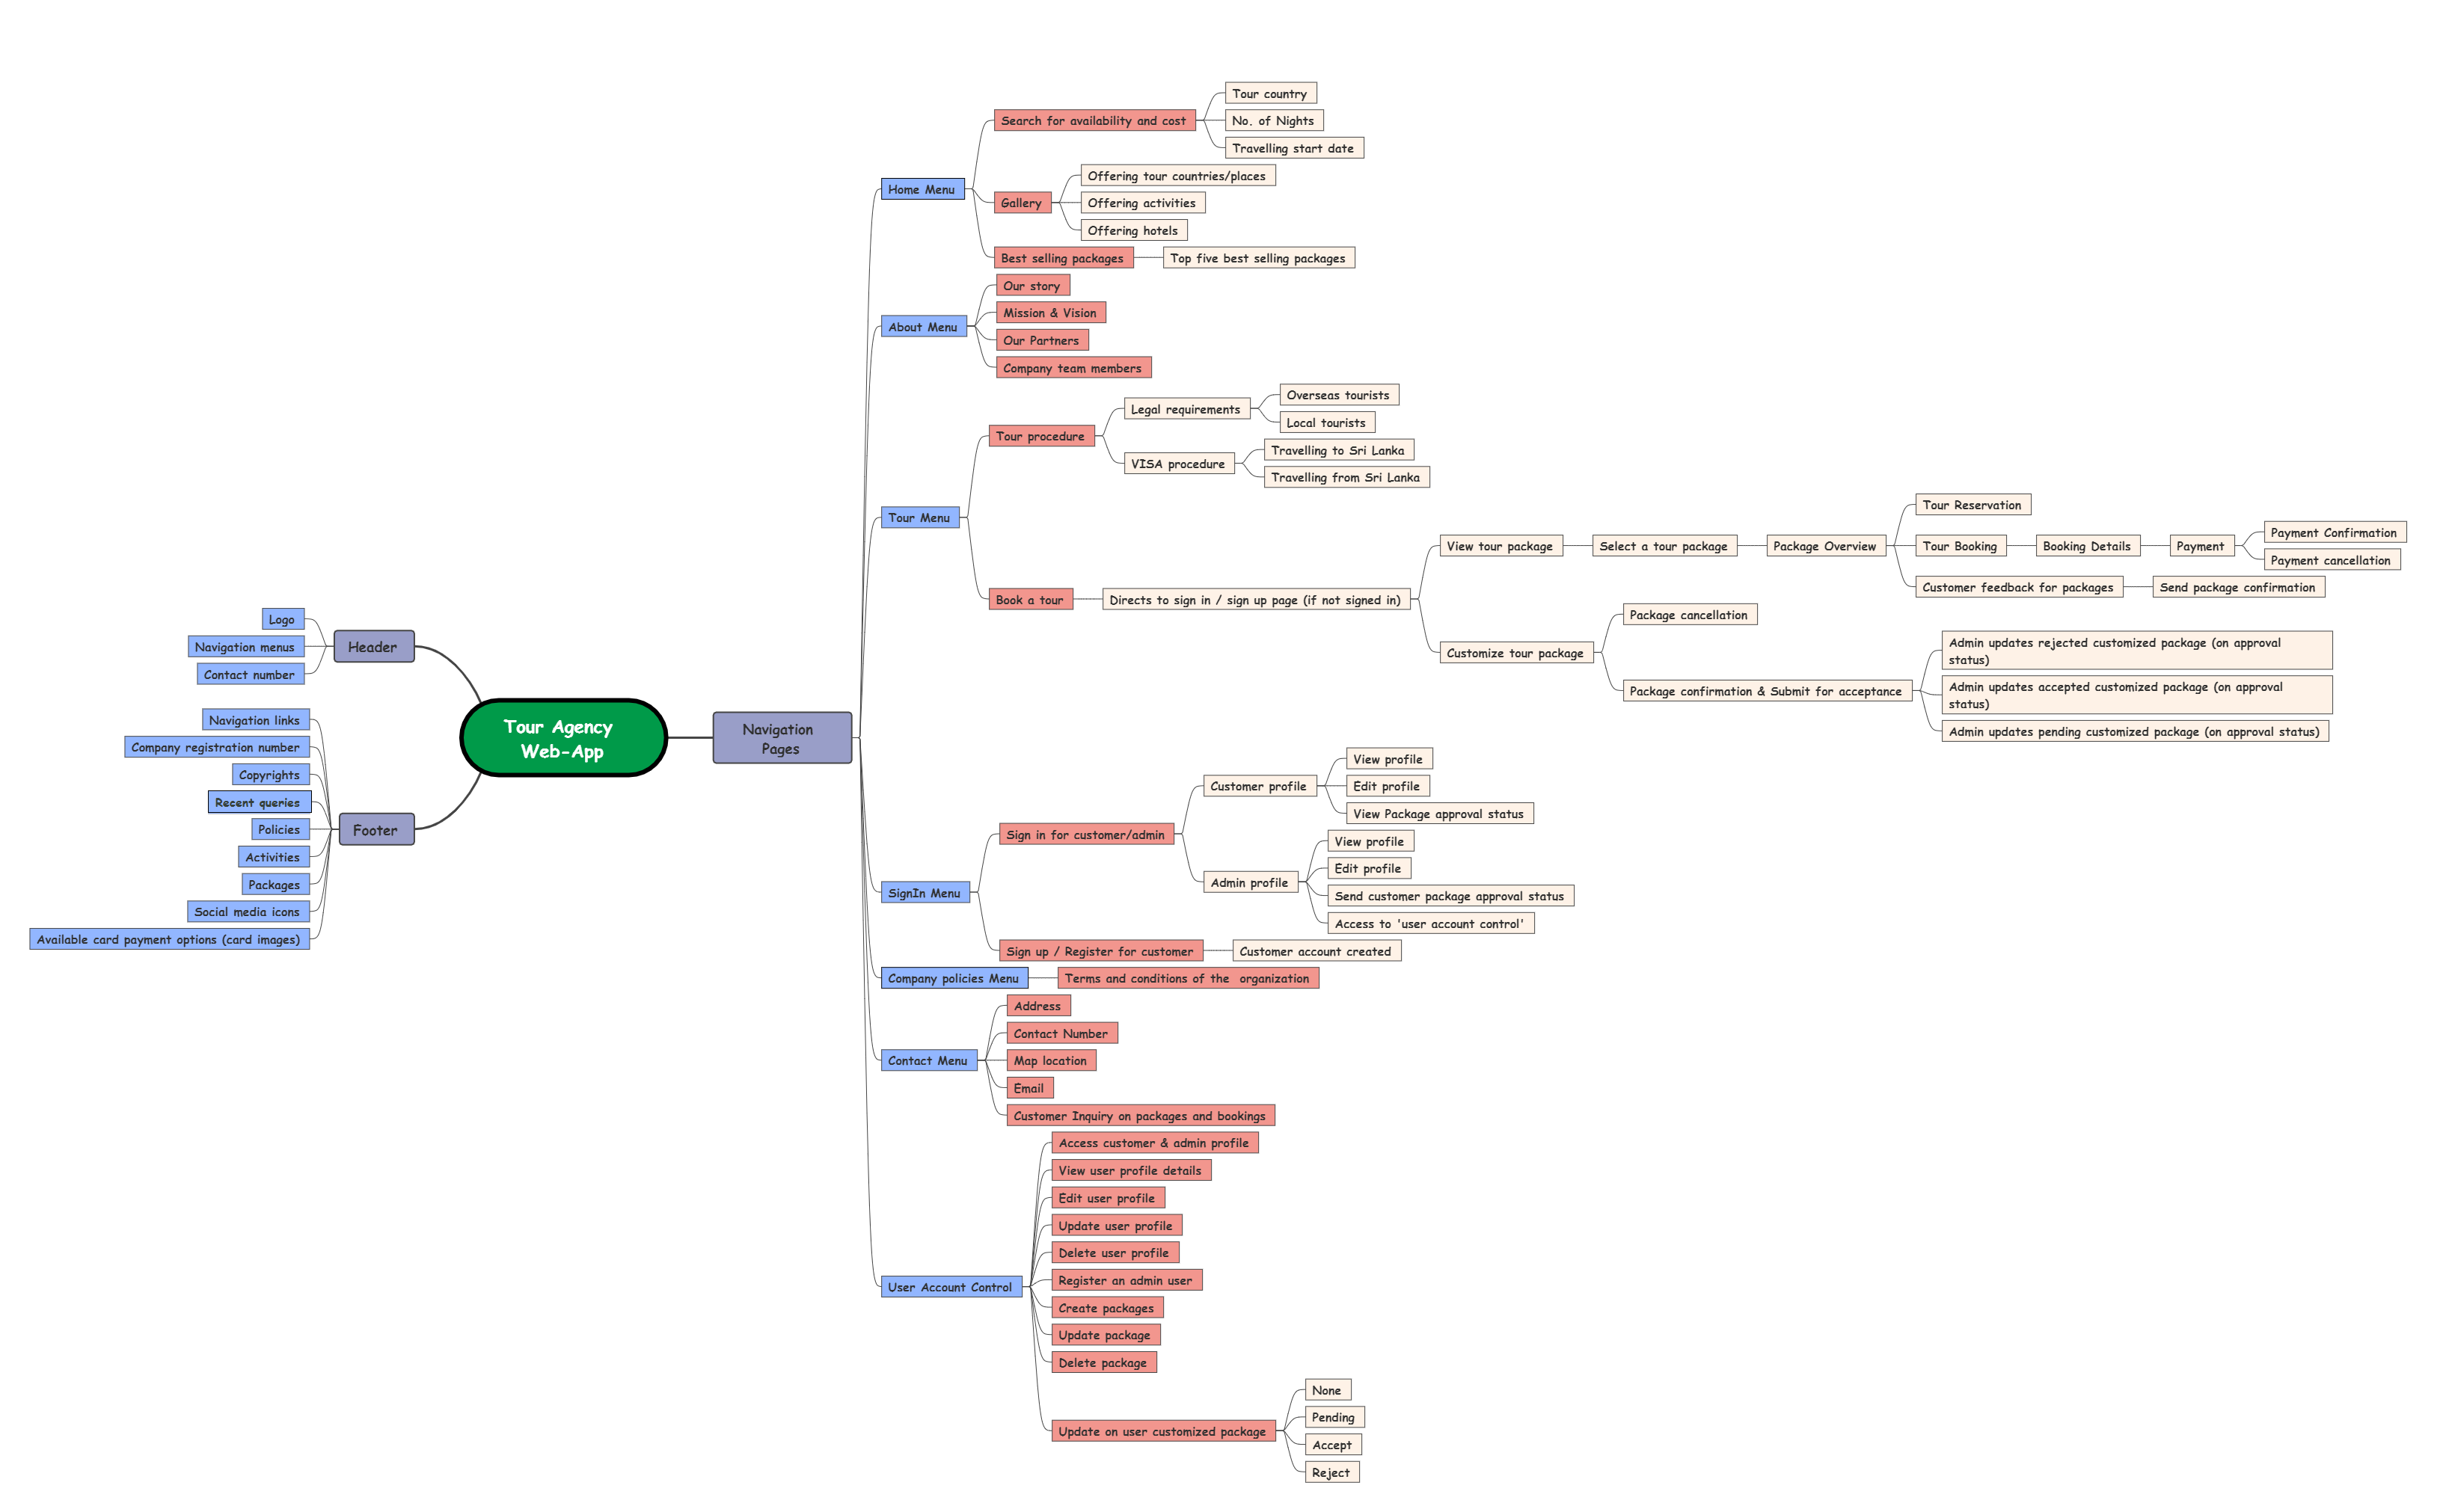 Tour Agency
Web-App
Header
Logo
Navigation menus
Contact number
Footer
Navigation links
Company registration number
Copyrights
Recent queries
Policies
Activities
Packages
Social media icons
Available card payment options (card images)
Navigation
Pages
Home Menu
Search for availability and cost
Tour country
No. of Nights
Travelling start date
Gallery
Offering tour countries/places
Offering activities
Offering hotels
Best selling packages
Top five best selling packages
About Menu
Our story
Mission & Vision
Our Partners
Company team members
Tour Menu
Tour procedure
Legal requirements
Overseas tourists
Local tourists
VISA procedure
Travelling to Sri Lanka
Travelling from Sri Lanka
Book a tour
Directs to sign in / sign up page (if not signed in)
View tour package
Select a tour package
Package Overview
Tour Reservation
Tour Booking
Booking Details
Payment
Payment Confirmation
Payment cancellation
Customer feedback for packages
Send package confirmation
Customize tour package
Package cancellation
Package confirmation & Submit for acceptance
Admin updates rejected customized package (on approval
status)
Admin updates accepted customized package (on approval
status)
Admin updates pending customized package (on approval status)
SignIn Menu
Sign in for customer/admin
Customer profile
View profile
Edit profile
View Package approval status
Admin profile
View profile
Edit profile
Send customer package approval status
Access to 'user account control'
Sign up / Register for customer
Customer account created
Company policies Menu
Terms and conditions of the  organization
Contact Menu
Address
Contact Number
Map location
Email
Customer Inquiry on packages and bookings
User Account Control
Access customer & admin profile
View user profile details
Edit user profile
Update user profile
Delete user profile
Register an admin user
Create packages
Update package
Delete package
Update on user customized package
None
Pending
Accept
Reject